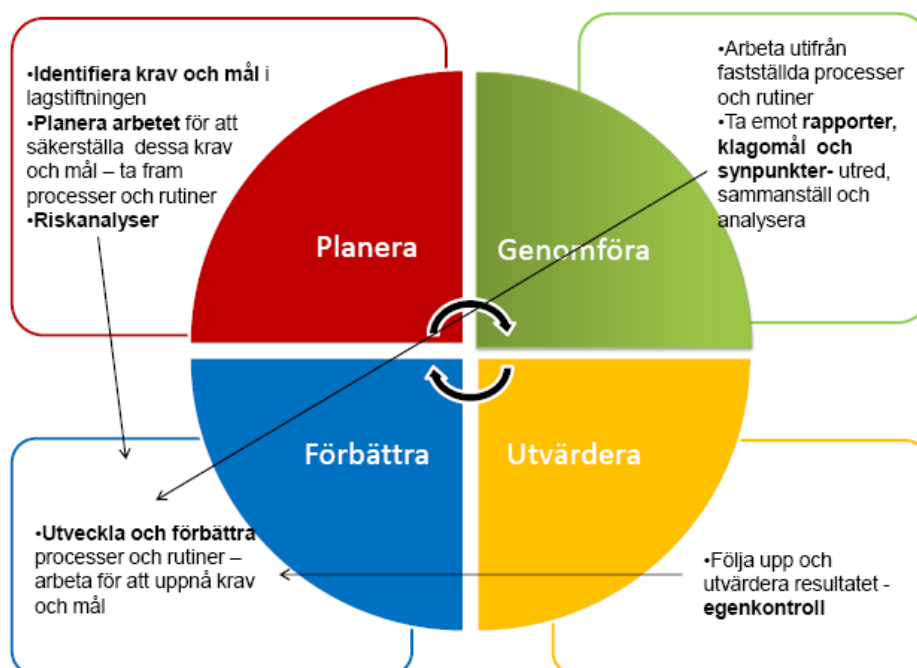 •Identifiera krav och mål i
lagstiftningen
•Planera arbetet för att
säkerställa dessa krav
och mål – ta fram
processer och rutiner
•Riskanalyser
•Arbeta utifrån
fastställda processer
och rutiner
•Ta emot rapporter,
klagomål och
synpunkter- utred,
sammanställ och
analysera
Planera
Genomföra
Förbättra
Utvärdera
•Utveckla och förbättra
processer och rutiner –
arbeta för att uppnå krav
och mål
•Följa upp och
utvärdera resultatet -
egenkontroll